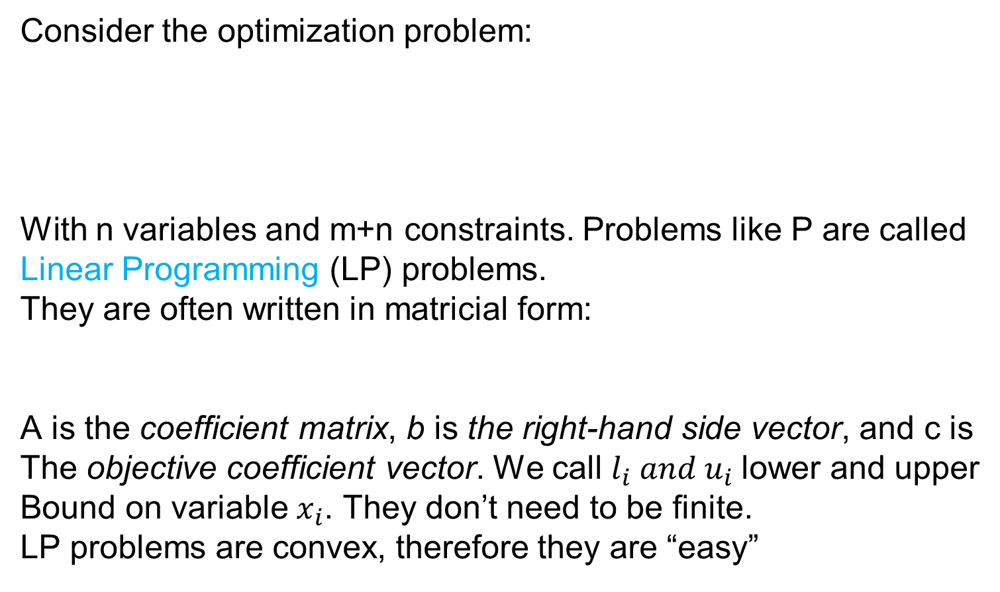 Consider the optimization problem:
With n variables and m+n constraints. Problems like P are called
Linear Programming (LP) problems.
They are often written in matricial form:
A is the coefficient matrix, b is the right-hand side vector, and c is
The objective coefficient vector. We call lᵢ and uᵢ lower and upper
Bound on variable xᵢ. They don’t need to be finite.
LP problems are convex, therefore they are “easy”